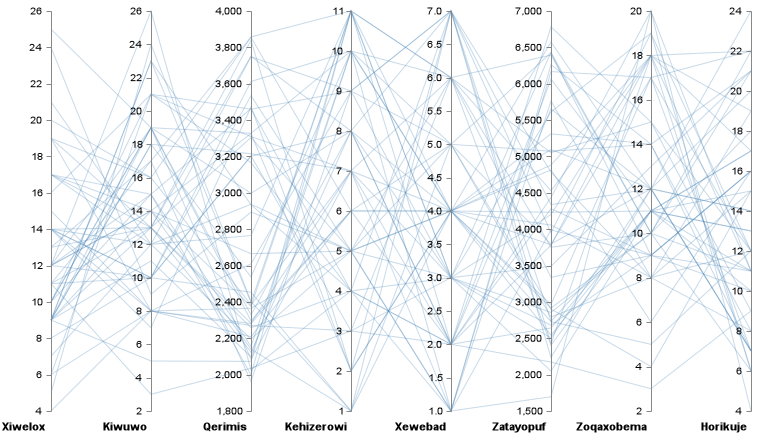 26 26 4,000 11 7.0 7,000 20 24
24 24 3,800 10 6.5 6,500 18 22
22 22 3,600 9 6.0 6,000 16 20
20 20 3,400 8 5.5 5,500 14 18
18 18 3,200 7 5.0 5,000 12 16
16 16 3,000 6 4.5 4,500 10 14
14 14 2,800 5 4.0 4,000 8 12
12 12 2,600 4 3.5 3,500 6 10
10 10 2,400 3 3.0 3,000 4 8
8 8 2,200 2 2.5 2,500 2 6
6 6 2,000 1 2.0 2,000 4
4 4 1,800 1.5 1,500
2 1.0
Xiwelox Kiwuwo Qerimis Kehizerowi Xewebad Zatayopuf Zoqaxobema Horikuje